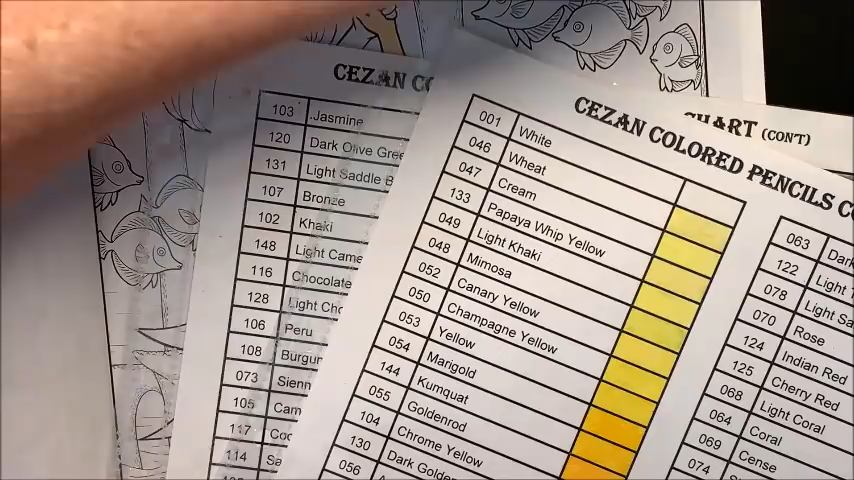 CEZAN CO
103 Jasmine
120 Dark Olive Gree
131 Light Saddle B
107 Bronze
102 Khaki
148 Light Came
116 Chocolate
128 Light Cho
106 Peru
108 Burgun
073 Sienn
105 Cam
117 Coc
114 Sa
CEZAN COLORED PENCILS CO
001 White
046 Wheat
047 Cream
133 Papaya Whip Yellow
049 Light Khaki
048 Mimosa
052 Canary Yellow
050 Champagne Yellow
053 Yellow
054 Marigold
144 Kumquat
055 Goldenrod
104 Chrome Yellow
130 Dark Golden
056
063 Dark
122 Light
078 Light Sa
070 Rose
124 Indian Red
125 Cherry Red
068 Light Coral
064 Coral
069 Cense
074
CHART (CON'T)